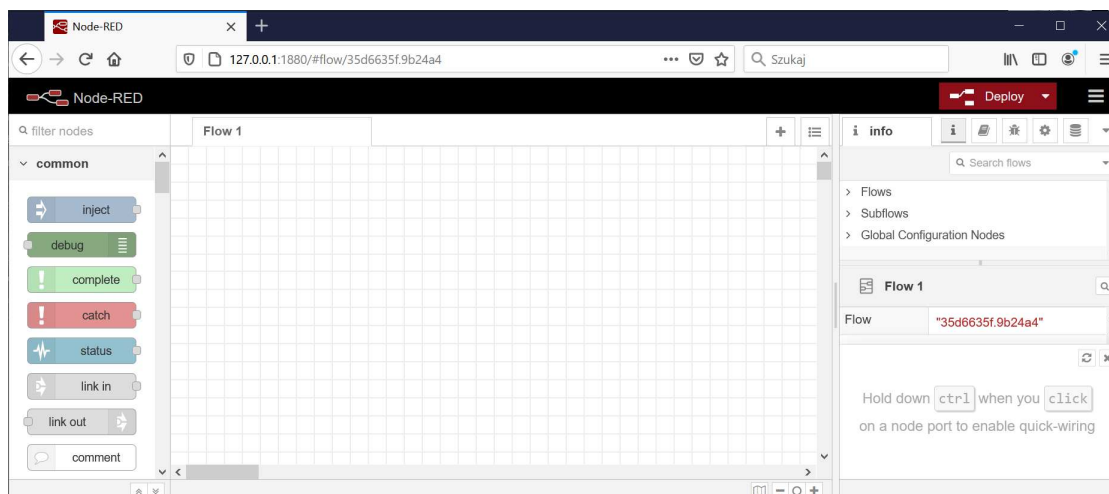 Node-RED
127.0.0.1:1880/#flow/35d6635f.9b24a4
Szukaj
Node-RED
Deploy
filter nodes
Flow 1
i info
i
common
Search flows
inject
Flows
Subflows
debug
Global Configuration Nodes
complete
Flow 1
catch
Flow "35d6635f.9b24a4"
status
link in
Hold down ctrl when you click
link out
on a node port to enable quick-wiring
comment